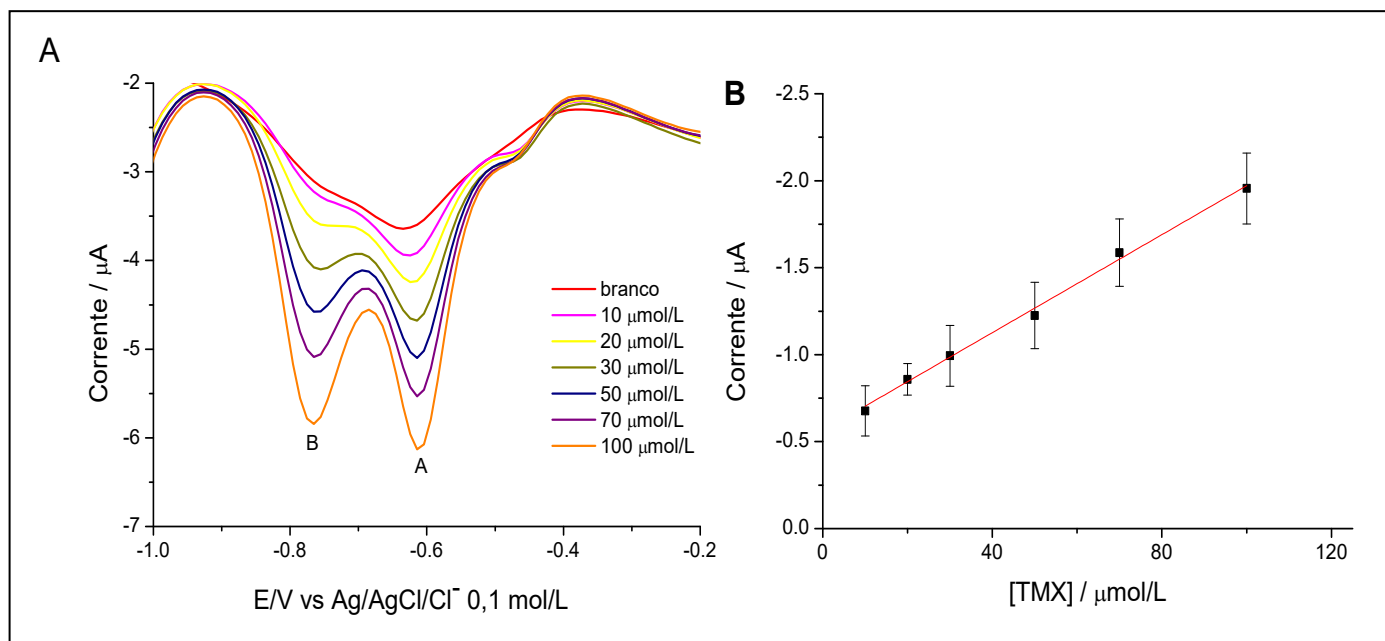 A
-2
-3
-4
-5
-6
-7
Corrente / μA
-1.0
-0.8
-0.6
-0.4
-0.2
E/V vs Ag/AgCl/Cl⁻ 0,1 mol/L
branco
10 μmol/L
20 μmol/L
30 μmol/L
50 μmol/L
70 μmol/L
100 μmol/L
B
A
B
-2.5
-2.0
-1.5
-1.0
-0.5
0.0
Corrente / μA
0
40
80
120
[TMX] / μmol/L